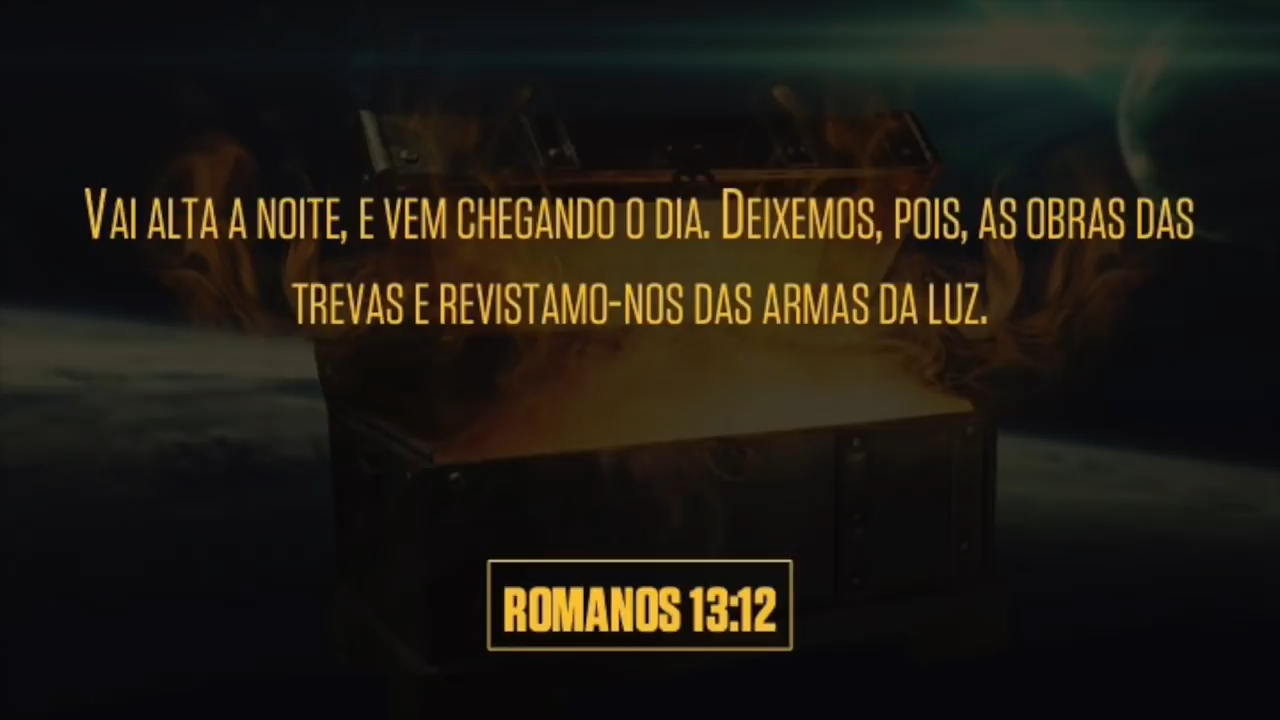 Vai alta a noite, e vem chegando o dia. Deixemos, pois, as obras das
trevas e revistamo-nos das armas da luz.
ROMANOS 13:12